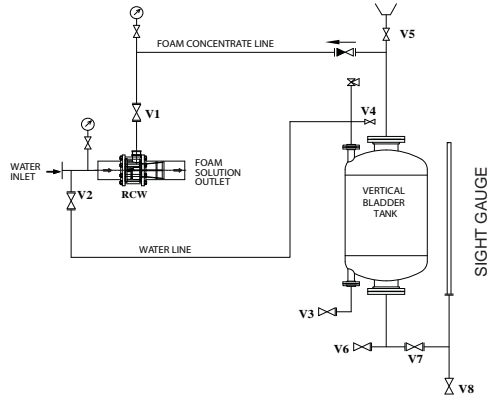 V5
FOAM CONCENTRATE LINE
V1
V4
WATER
INLET
FOAM
SOLUTION
OUTLET
RCW
V2
VERTICAL
BLADDER
TANK
SIGHT GAUGE
WATER LINE
V3
V6
V7
V8